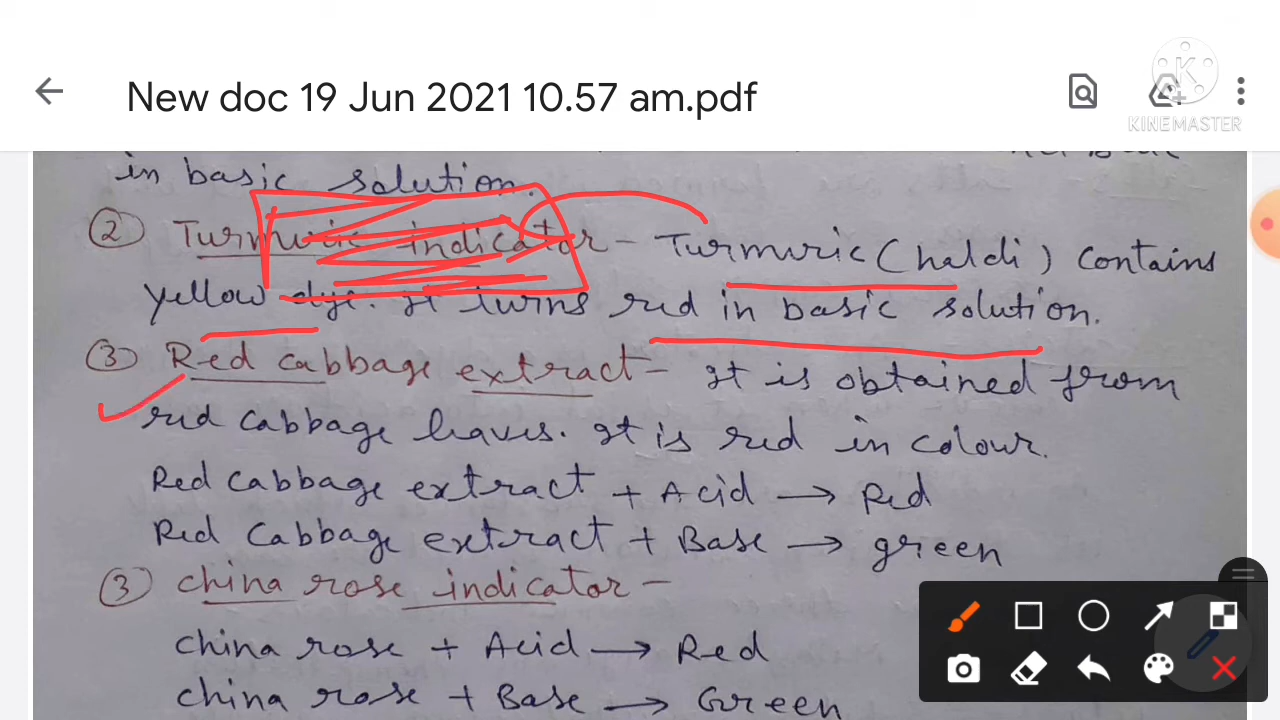 New doc 19 Jun 2021 10.57 am.pdf
KINEMASTER
in basic solution.
② Turmuric indicator - Turmuric (haldi) contains
yellow dye. It turns red in basic solution.
③ Red cabbage extract - It is obtained from
red cabbage leaves. It is red in colour.
Red cabbage extract + Acid → Red
Red Cabbage extract + Base → green
③ china rose indicator -
china rose + Acid → Red
china rose + Base → Green